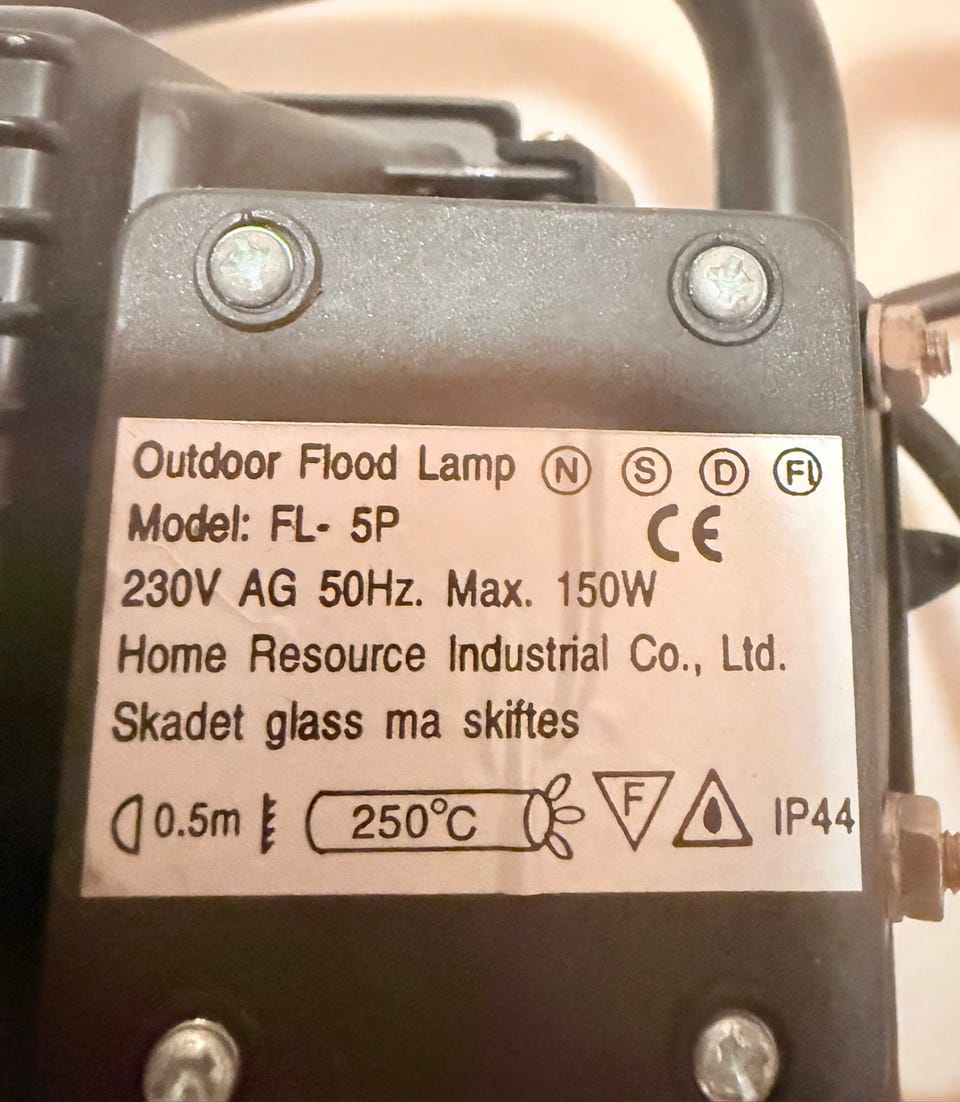 Outdoor Flood Lamp Ⓝ Ⓢ Ⓓ FI
Model: FL- 5P CE
230V AG 50Hz. Max. 150W
Home Resource Industrial Co., Ltd.
Skadet glass ma skiftes
0.5m 250°C F IP44